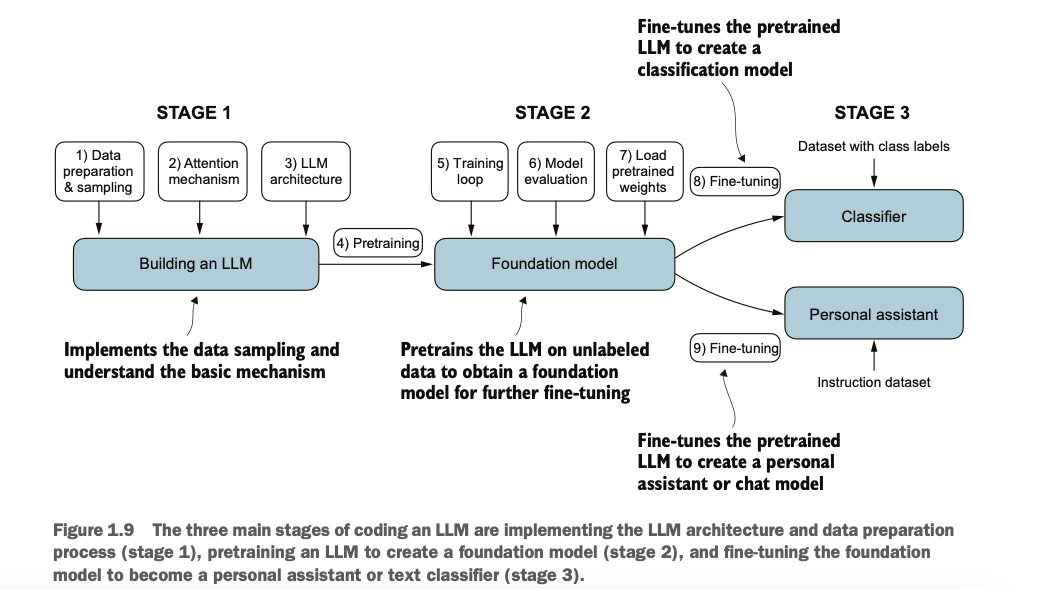 Fine-tunes the pretrained
LLM to create a
classification model
STAGE 1
STAGE 2
STAGE 3
1) Data
preparation
& sampling
2) Attention
mechanism
3) LLM
architecture
5) Training
loop
6) Model
evaluation
7) Load
pretrained
weights
8) Fine-tuning
Dataset with class labels
Classifier
4) Pretraining
Building an LLM
Foundation model
Personal assistant
9) Fine-tuning
Instruction dataset
Implements the data sampling and
understand the basic mechanism
Pretrains the LLM on unlabeled
data to obtain a foundation
model for further fine-tuning
Fine-tunes the pretrained
LLM to create a personal
assistant or chat model
Figure 1.9 The three main stages of coding an LLM are implementing the LLM architecture and data preparation
process (stage 1), pretraining an LLM to create a foundation model (stage 2), and fine-tuning the foundation
model to become a personal assistant or text classifier (stage 3).